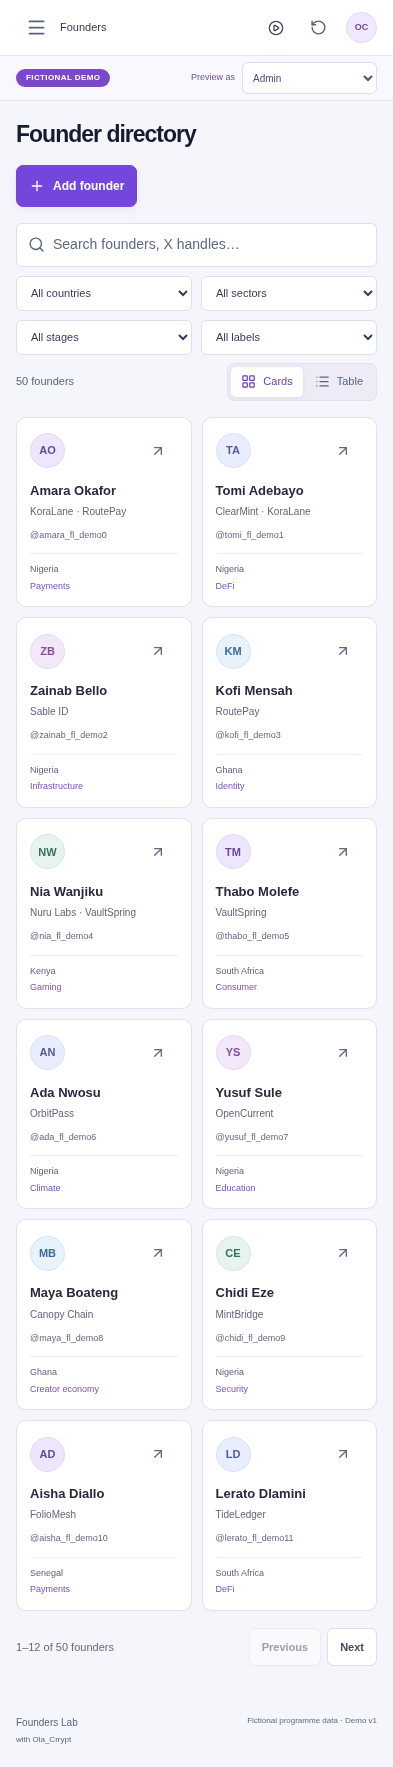 Founders
OC
FICTIONAL DEMO
Preview as
Admin
Founder directory
Add founder
Search founders, X handles…
All countries
All sectors
All stages
All labels
50 founders
Cards
Table
AO
Amara Okafor
KoraLane · RoutePay
@amara_fl_demo0
Nigeria
Payments
TA
Tomi Adebayo
ClearMint · KoraLane
@tomi_fl_demo1
Nigeria
DeFi
ZB
Zainab Bello
Sable ID
@zainab_fl_demo2
Nigeria
Infrastructure
KM
Kofi Mensah
RoutePay
@kofi_fl_demo3
Ghana
Identity
NW
Nia Wanjiku
Nuru Labs · VaultSpring
@nia_fl_demo4
Kenya
Gaming
TM
Thabo Molefe
VaultSpring
@thabo_fl_demo5
South Africa
Consumer
AN
Ada Nwosu
OrbitPass
@ada_fl_demo6
Nigeria
Climate
YS
Yusuf Sule
OpenCurrent
@yusuf_fl_demo7
Nigeria
Education
MB
Maya Boateng
Canopy Chain
@maya_fl_demo8
Ghana
Creator economy
CE
Chidi Eze
MintBridge
@chidi_fl_demo9
Nigeria
Security
AD
Aisha Diallo
FolioMesh
@aisha_fl_demo10
Senegal
Payments
LD
Lerato Dlamini
TideLedger
@lerato_fl_demo11
South Africa
DeFi
1–12 of 50 founders
Previous
Next
Founders Lab
with Ola_Crrypt
Fictional programme data · Demo v1